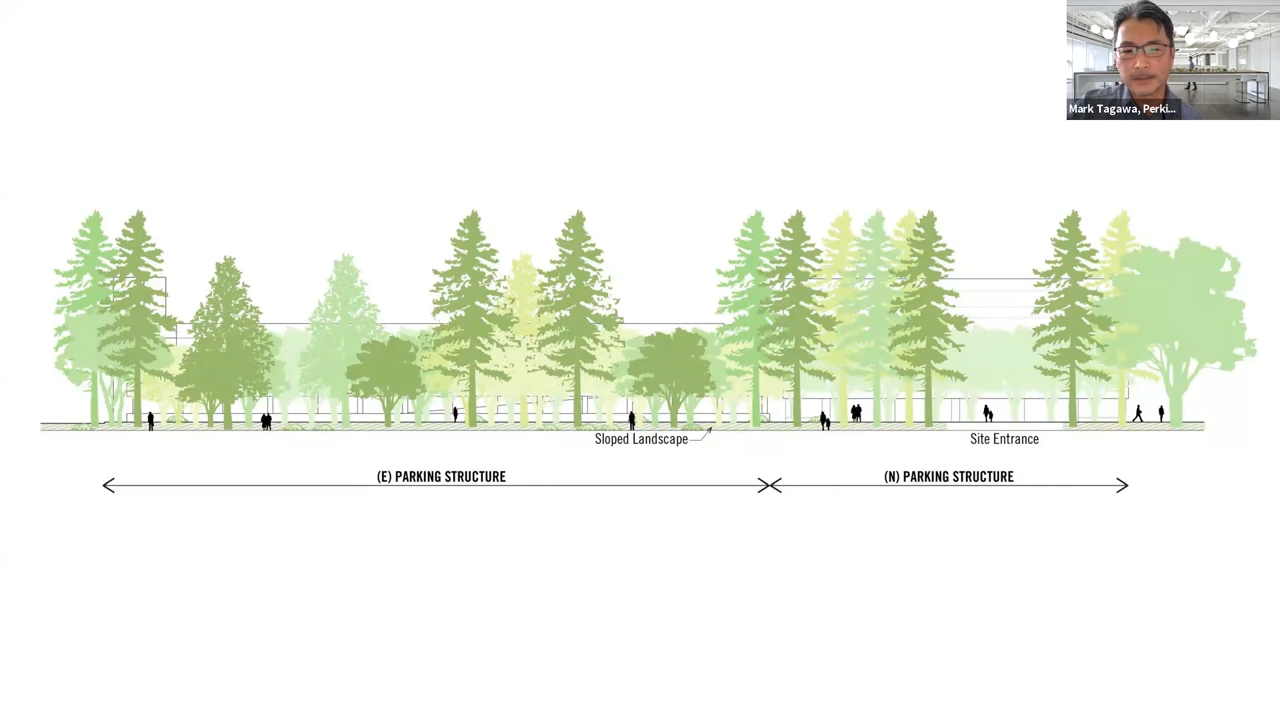 Mark Tagawa, Perki...
Sloped Landscape
Site Entrance
(E) PARKING STRUCTURE
(N) PARKING STRUCTURE